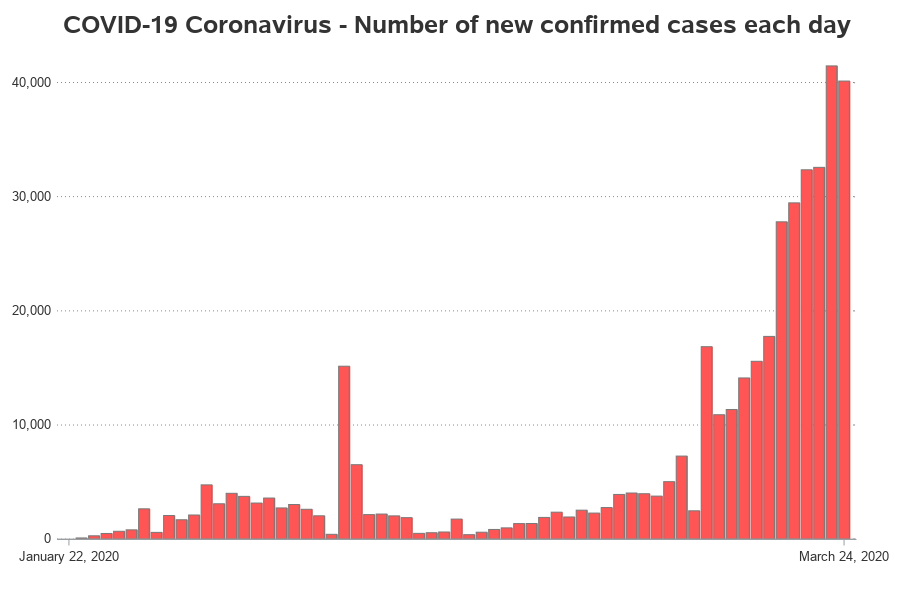 COVID-19 Coronavirus - Number of new confirmed cases each day
40,000
30,000
20,000
10,000
0
January 22, 2020
March 24, 2020